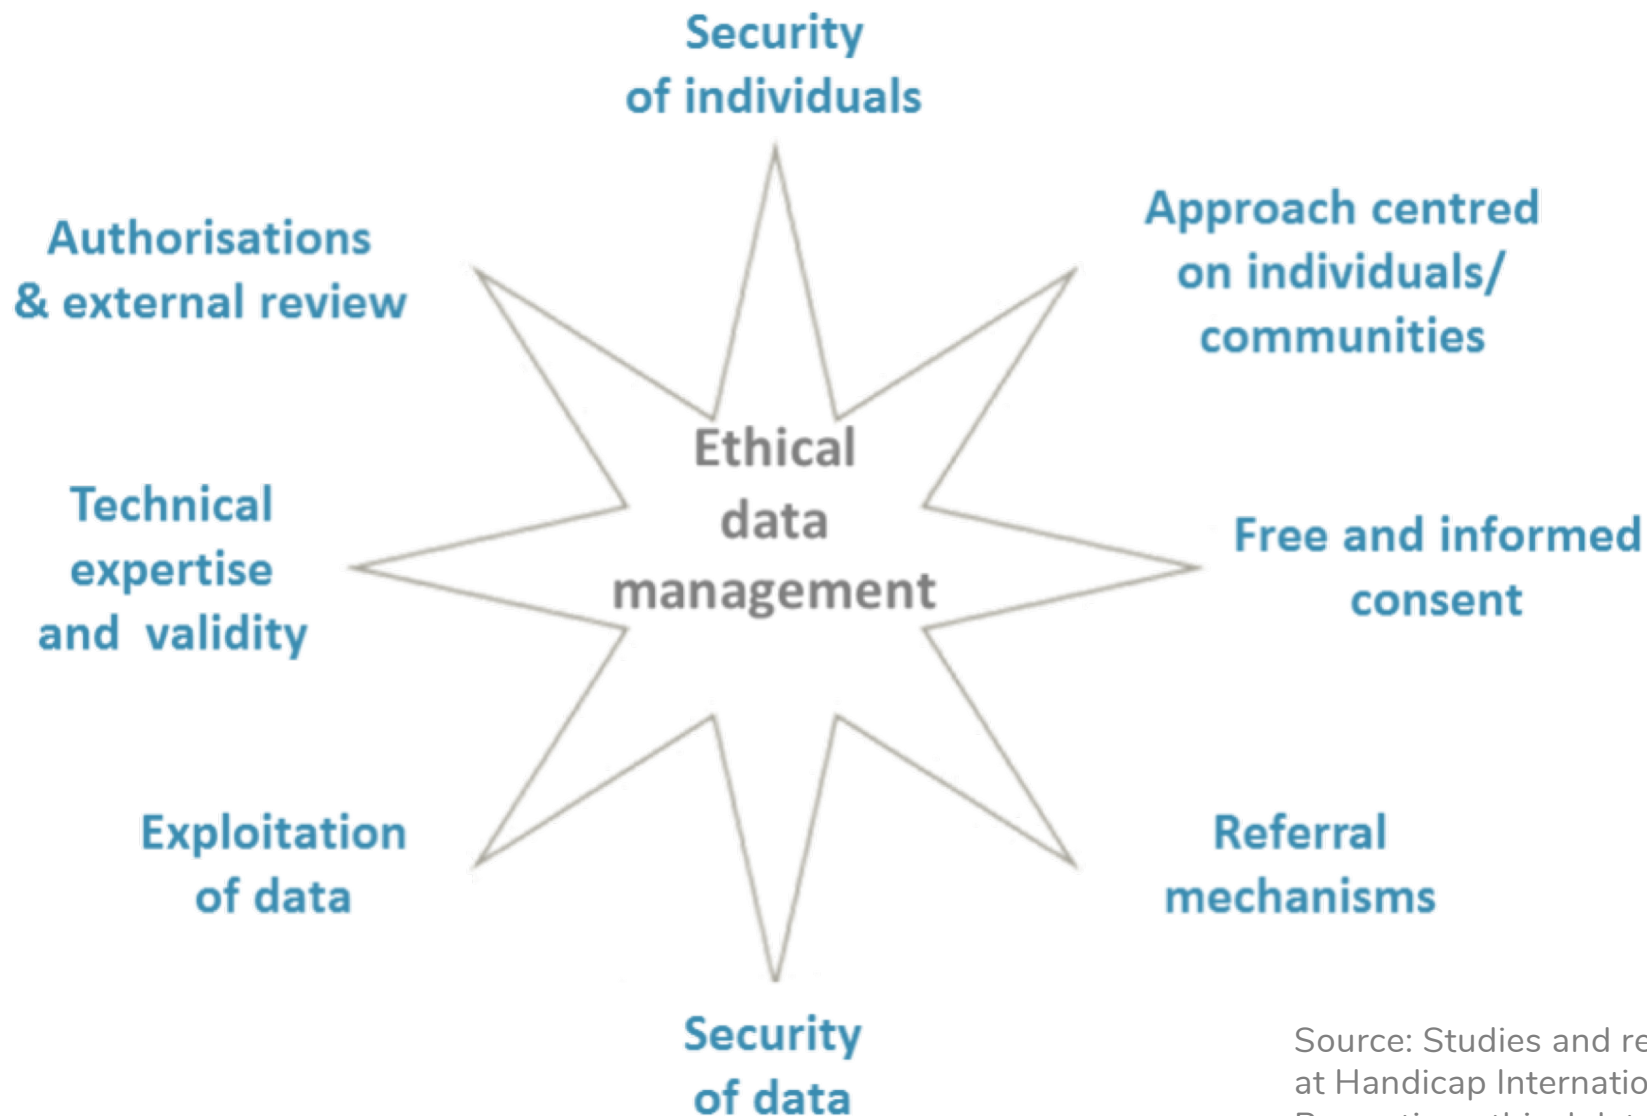 Security
of individuals
Approach centred
on individuals/
communities
Authorisations
& external review
Ethical
data
management
Technical
expertise
and validity
Free and informed
consent
Exploitation
of data
Referral
mechanisms
Security
of data
Source: Studies and re
at Handicap Internatio